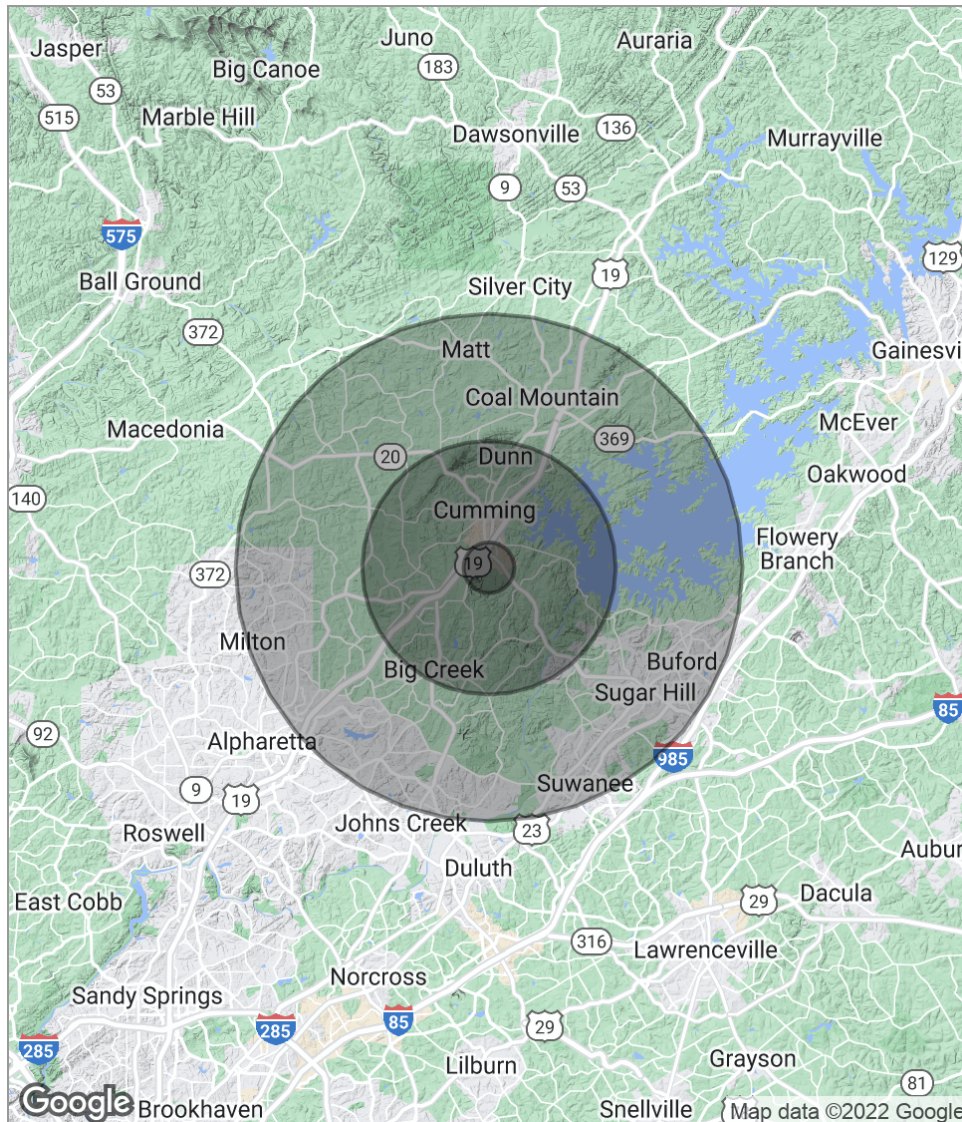 Jasper
Juno
Auraria
Big Canoe
183
53
515
Marble Hill
Dawsonville
136
Murrayville
9
53
575
129
Ball Ground
19
Silver City
372
Matt
Gainesvi
Coal Mountain
Macedonia
369
McEver
20
Dunn
Oakwood
140
Cumming
Flowery
Branch
19
372
Milton
Big Creek
Buford
Sugar Hill
85
92
Alpharetta
985
9
19
Suwanee
Roswell
Johns Creek
23
Duluth
Aubur
East Cobb
29
Dacula
316
Lawrenceville
Norcross
Sandy Springs
85
285
29
285
Lilburn
Grayson
81
Google
Brookhaven
Snellville
Map data ©2022 Google